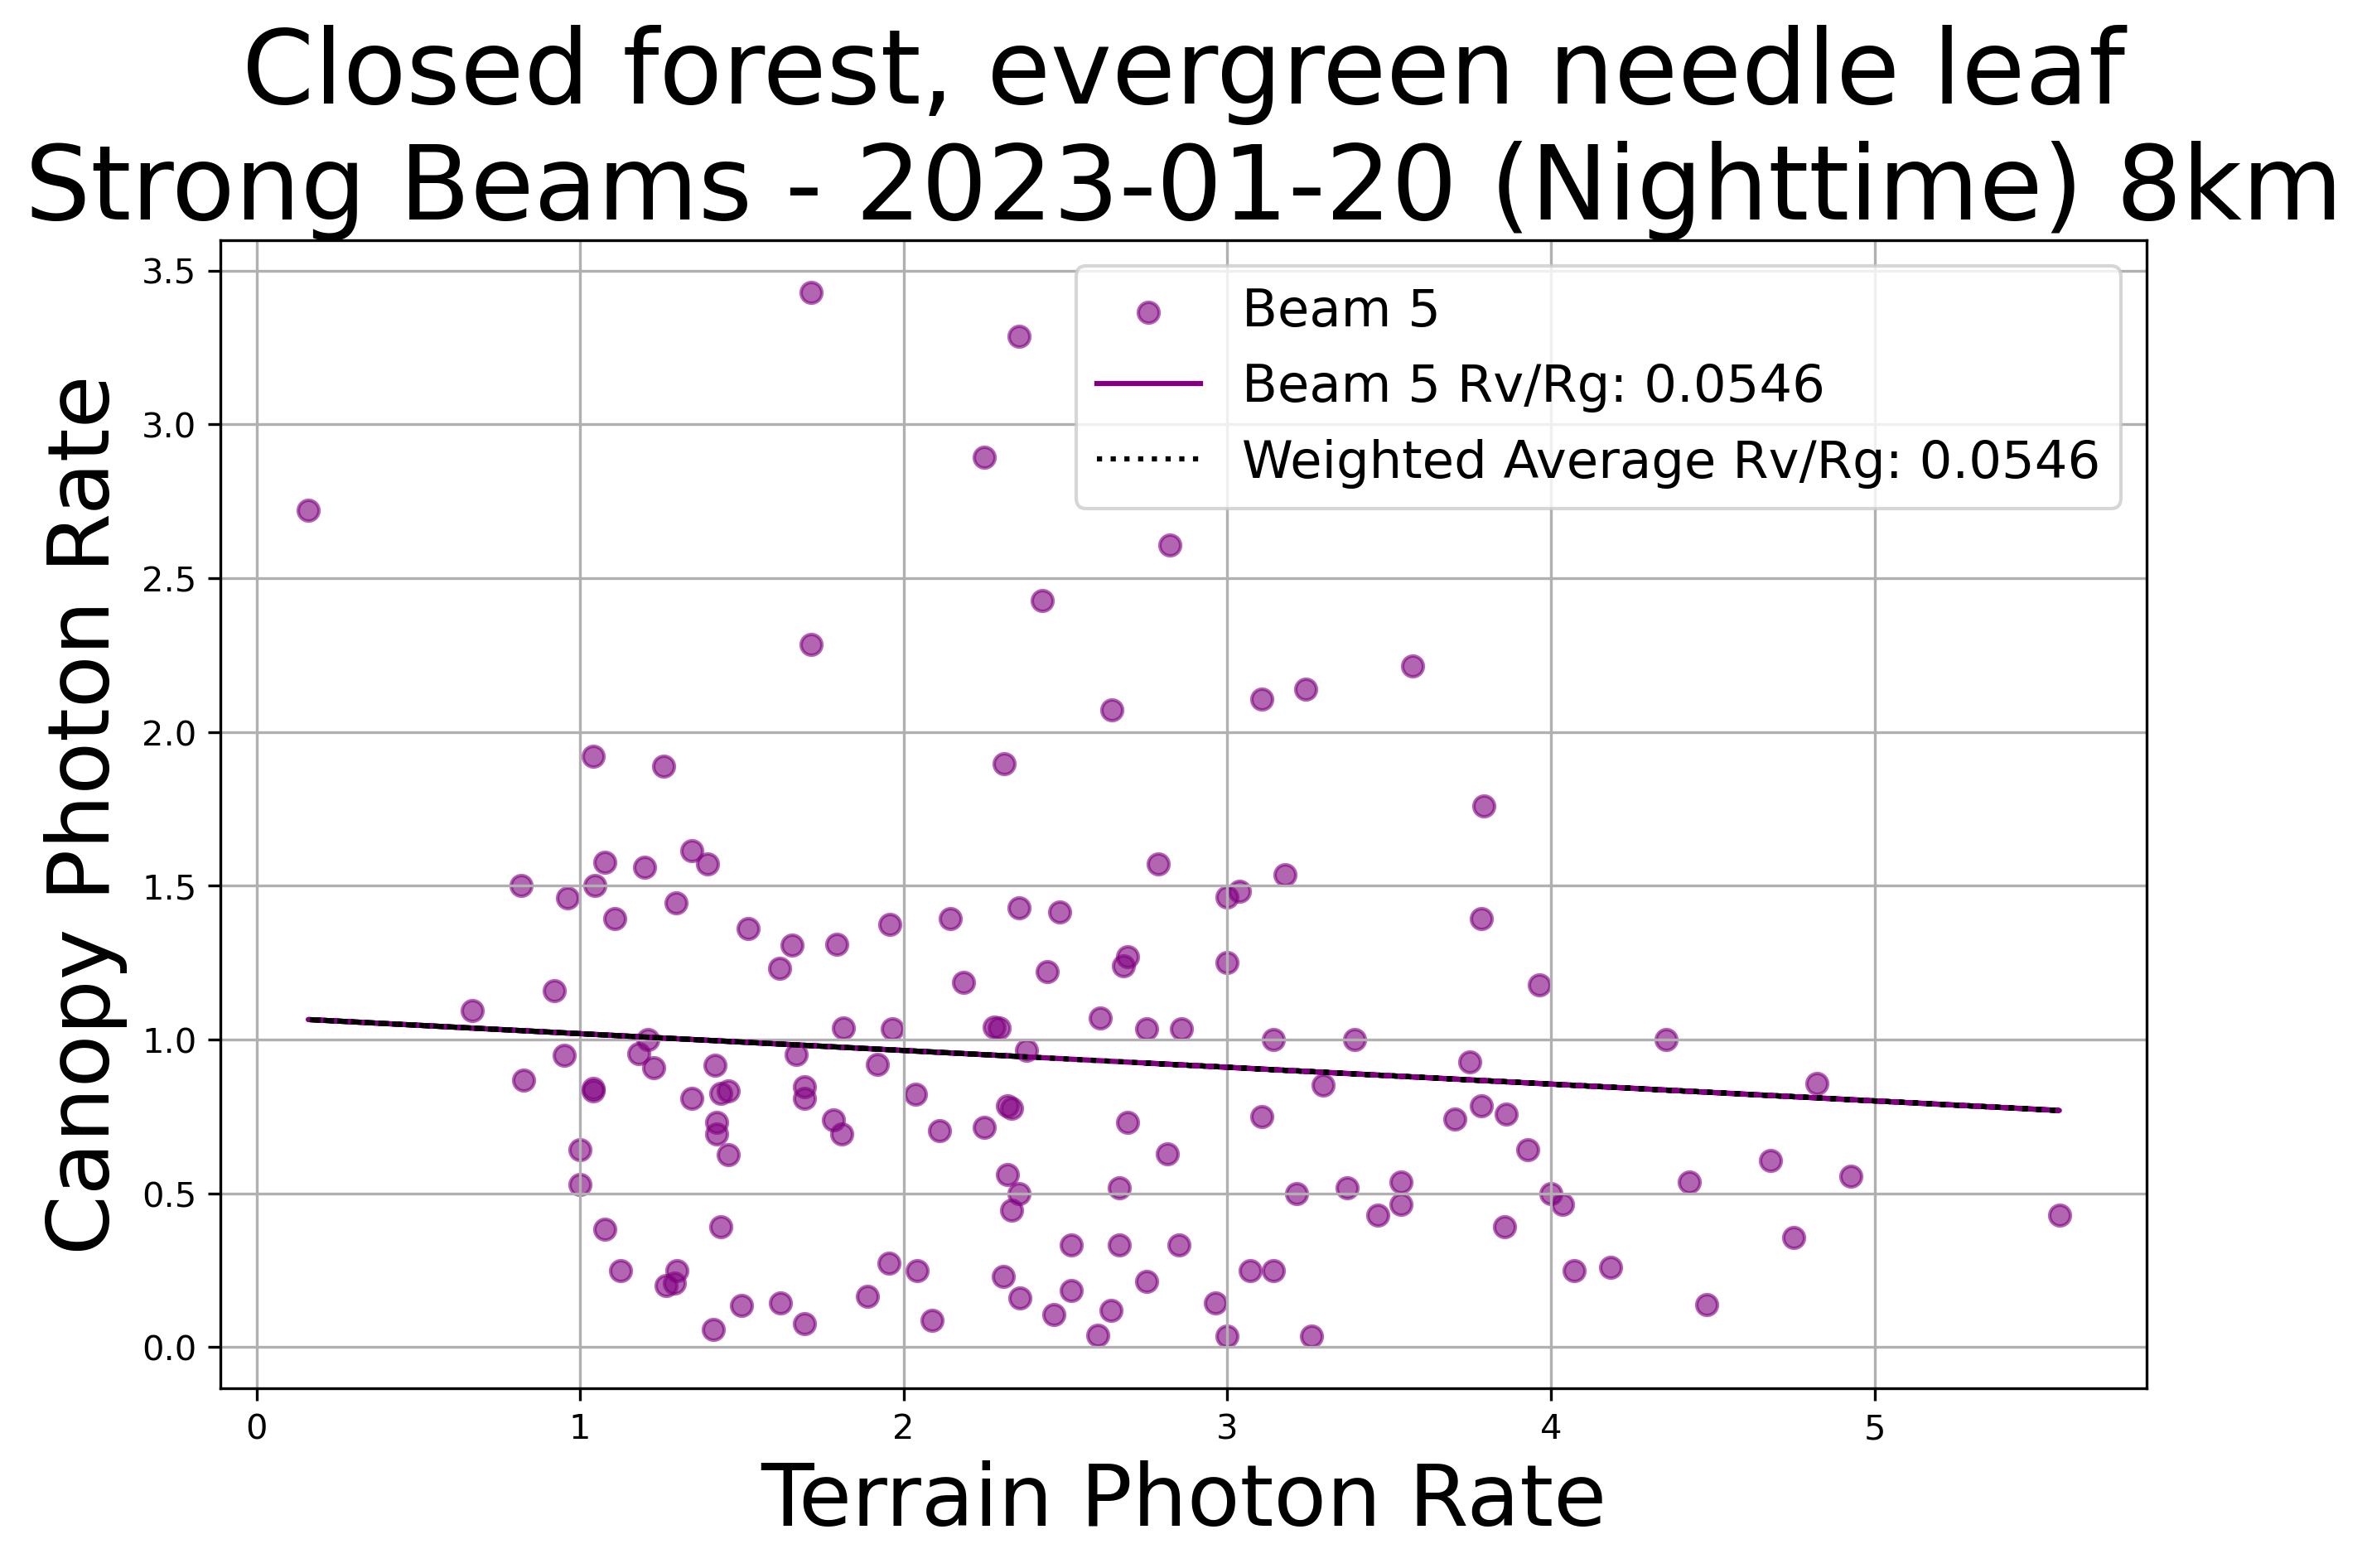 Closed forest, evergreen needle leaf
Strong Beams - 2023-01-20 (Nighttime) 8km
Canopy Photon Rate
3.5
3.0
2.5
2.0
1.5
1.0
0.5
0.0
Beam 5
Beam 5 Rv/Rg: 0.0546
Weighted Average Rv/Rg: 0.0546
0 1 2 3 4 5
Terrain Photon Rate